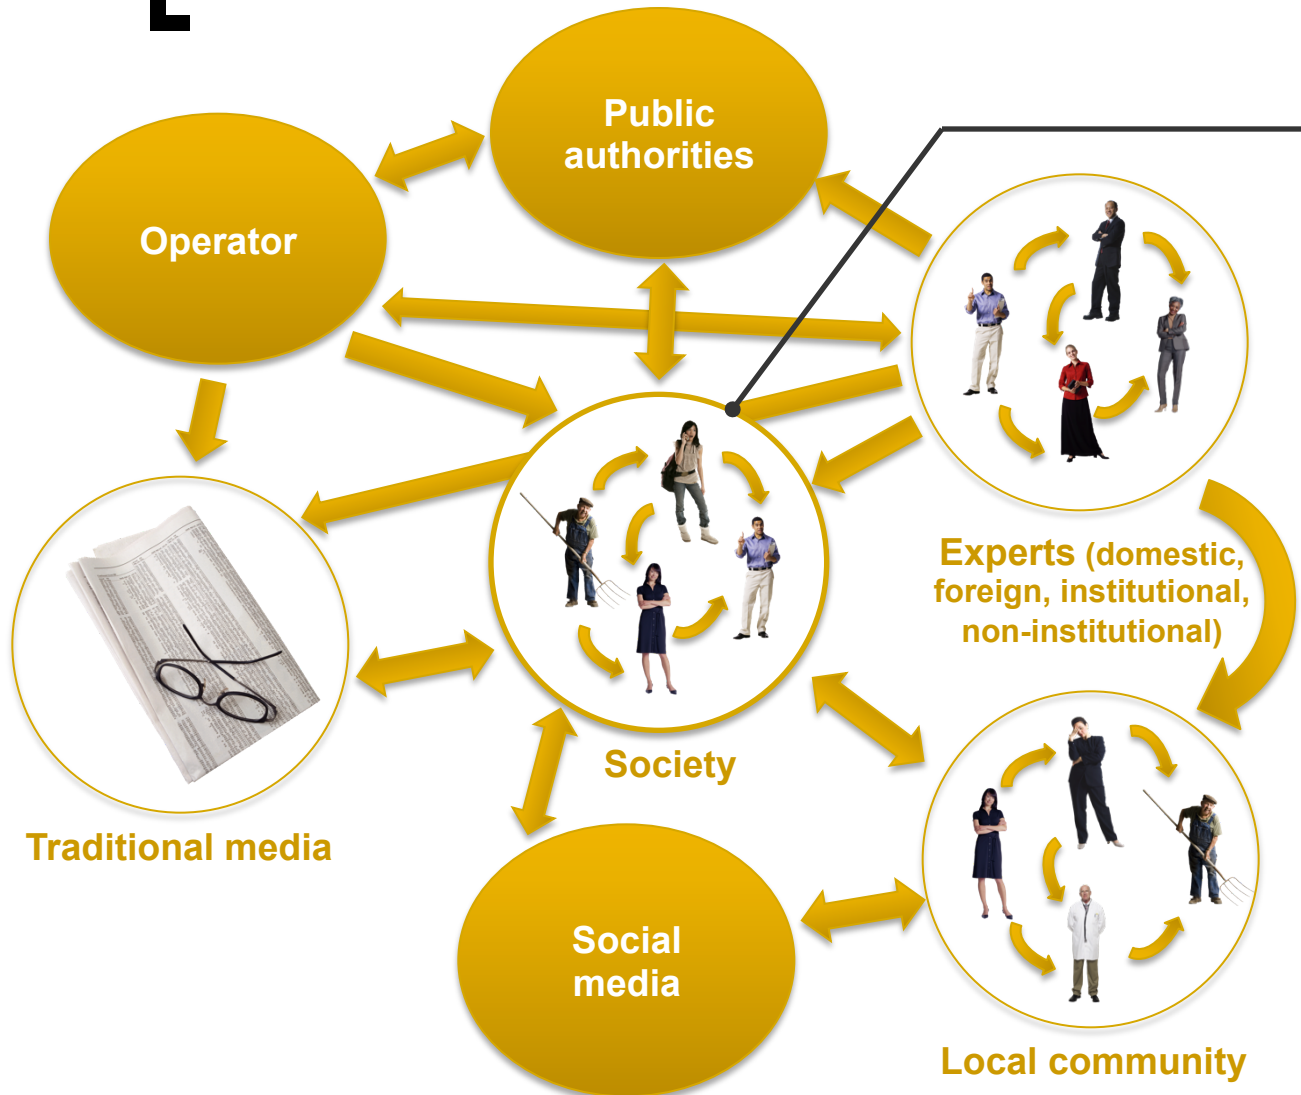 Public
authorities
Operator
Experts (domestic,
foreign, institutional,
non-institutional)
Society
Traditional media
Social
media
Local community